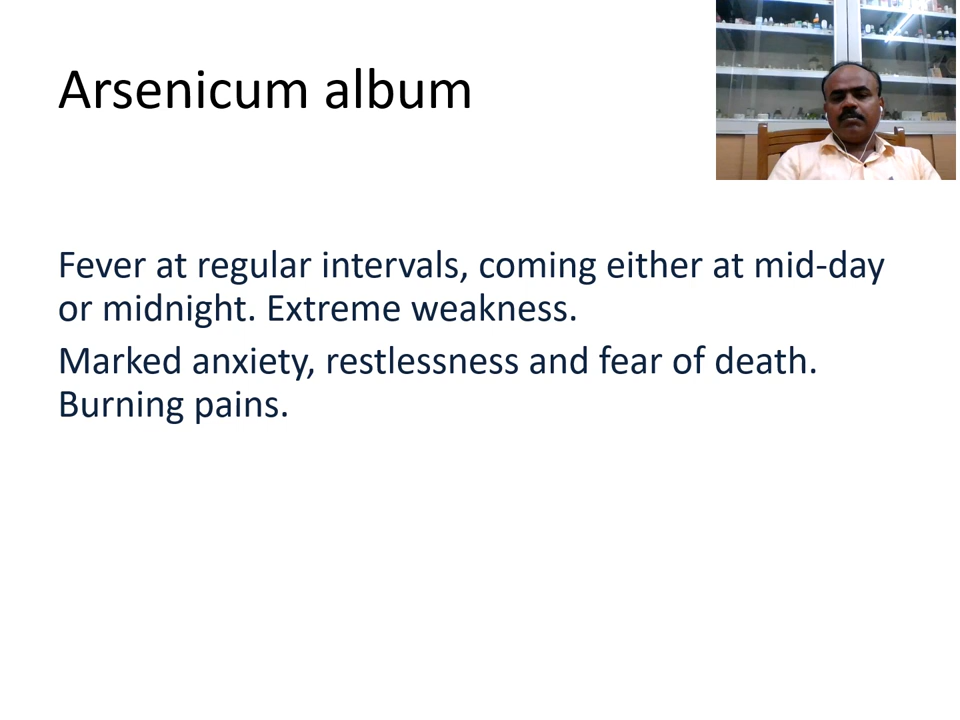 Arsenicum album
Fever at regular intervals, coming either at mid-day
or midnight. Extreme weakness.
Marked anxiety, restlessness and fear of death.
Burning pains.